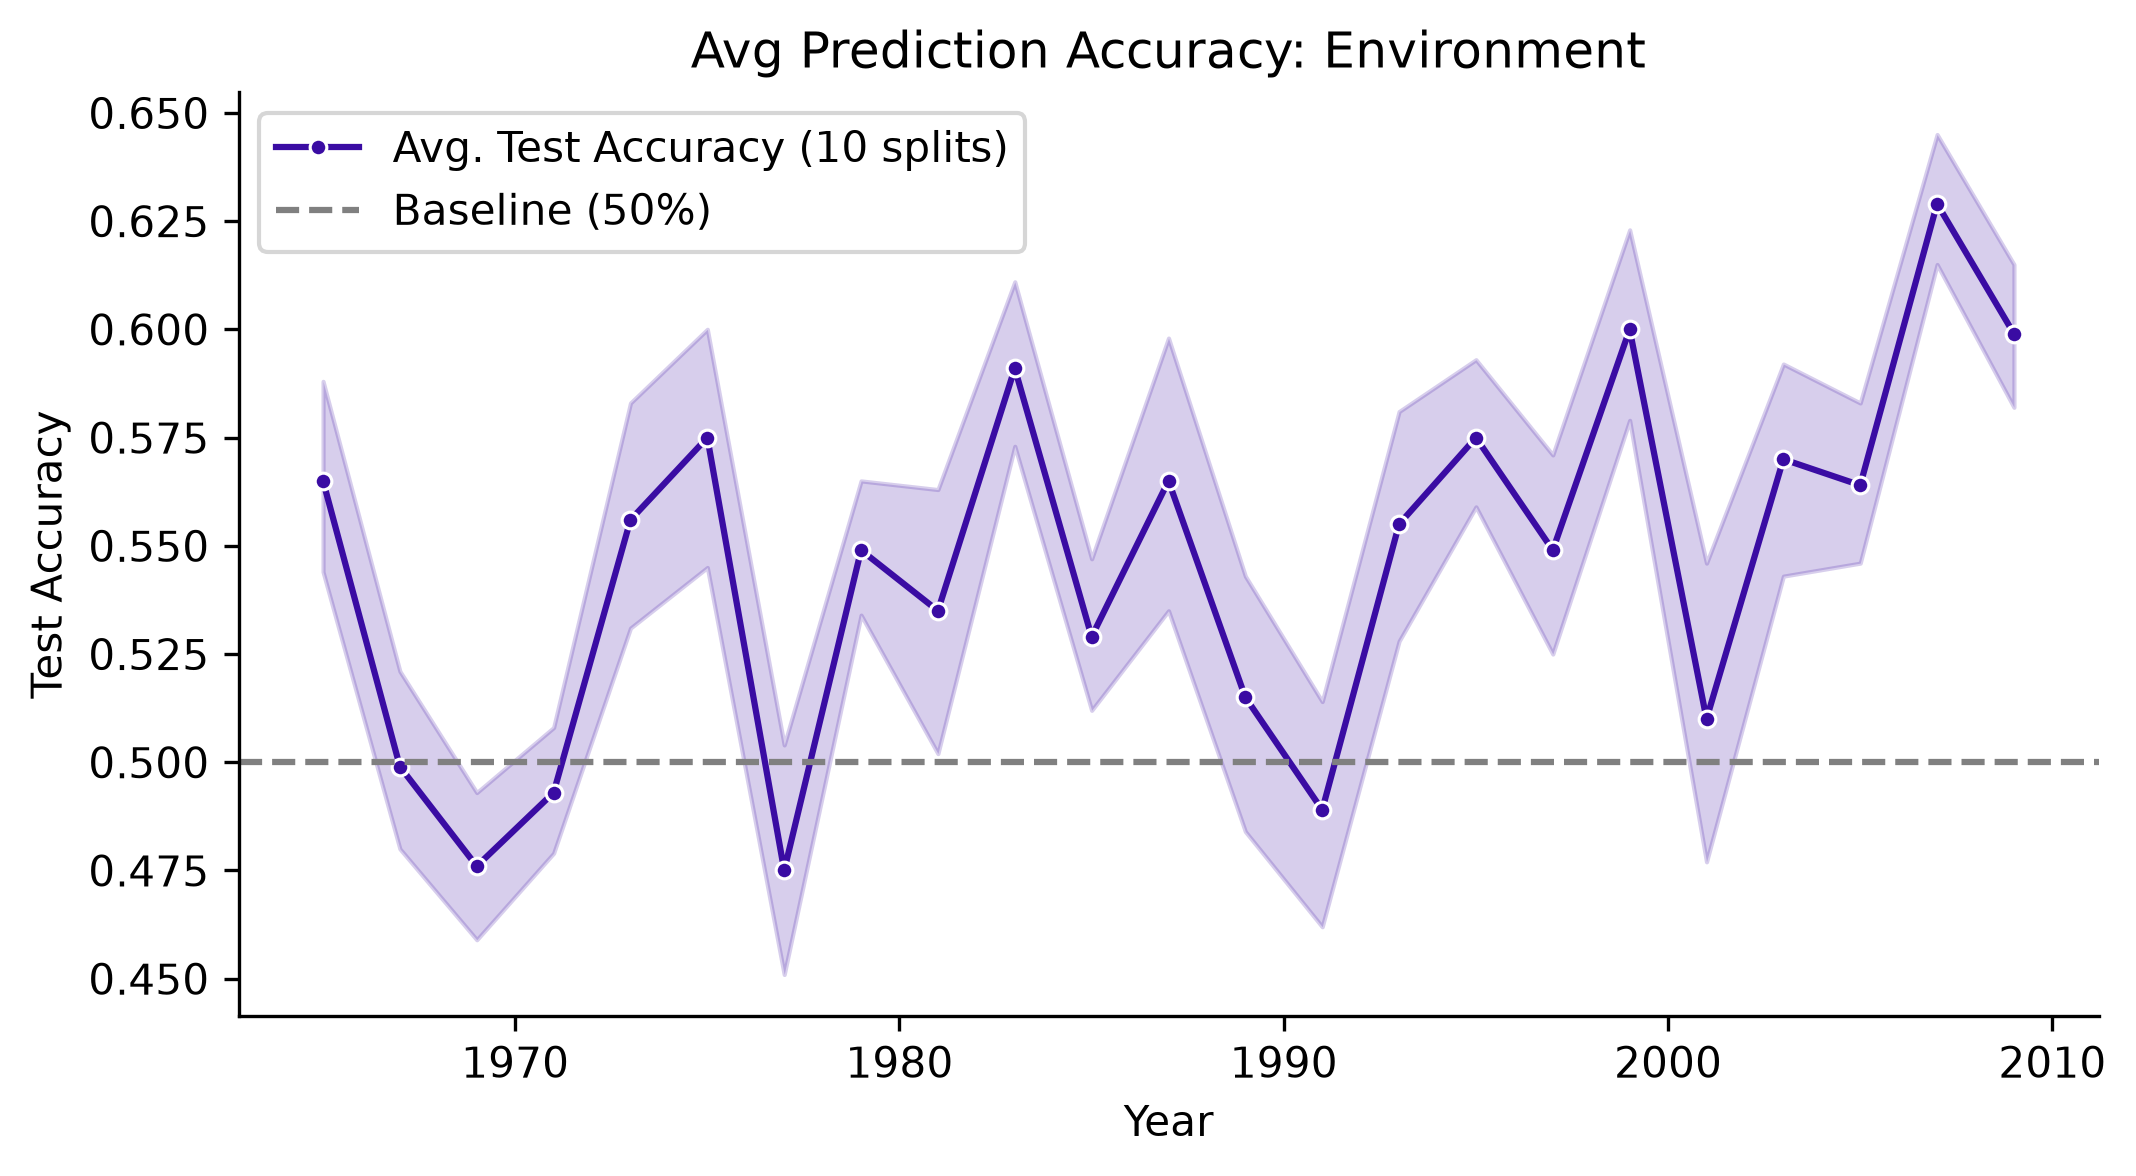 Avg Prediction Accuracy: Environment
0.650
0.625
0.600
0.575
0.550
0.525
0.500
0.475
0.450
Test Accuracy
Avg. Test Accuracy (10 splits)
Baseline (50%)
1970 1980 1990 2000 2010
Year